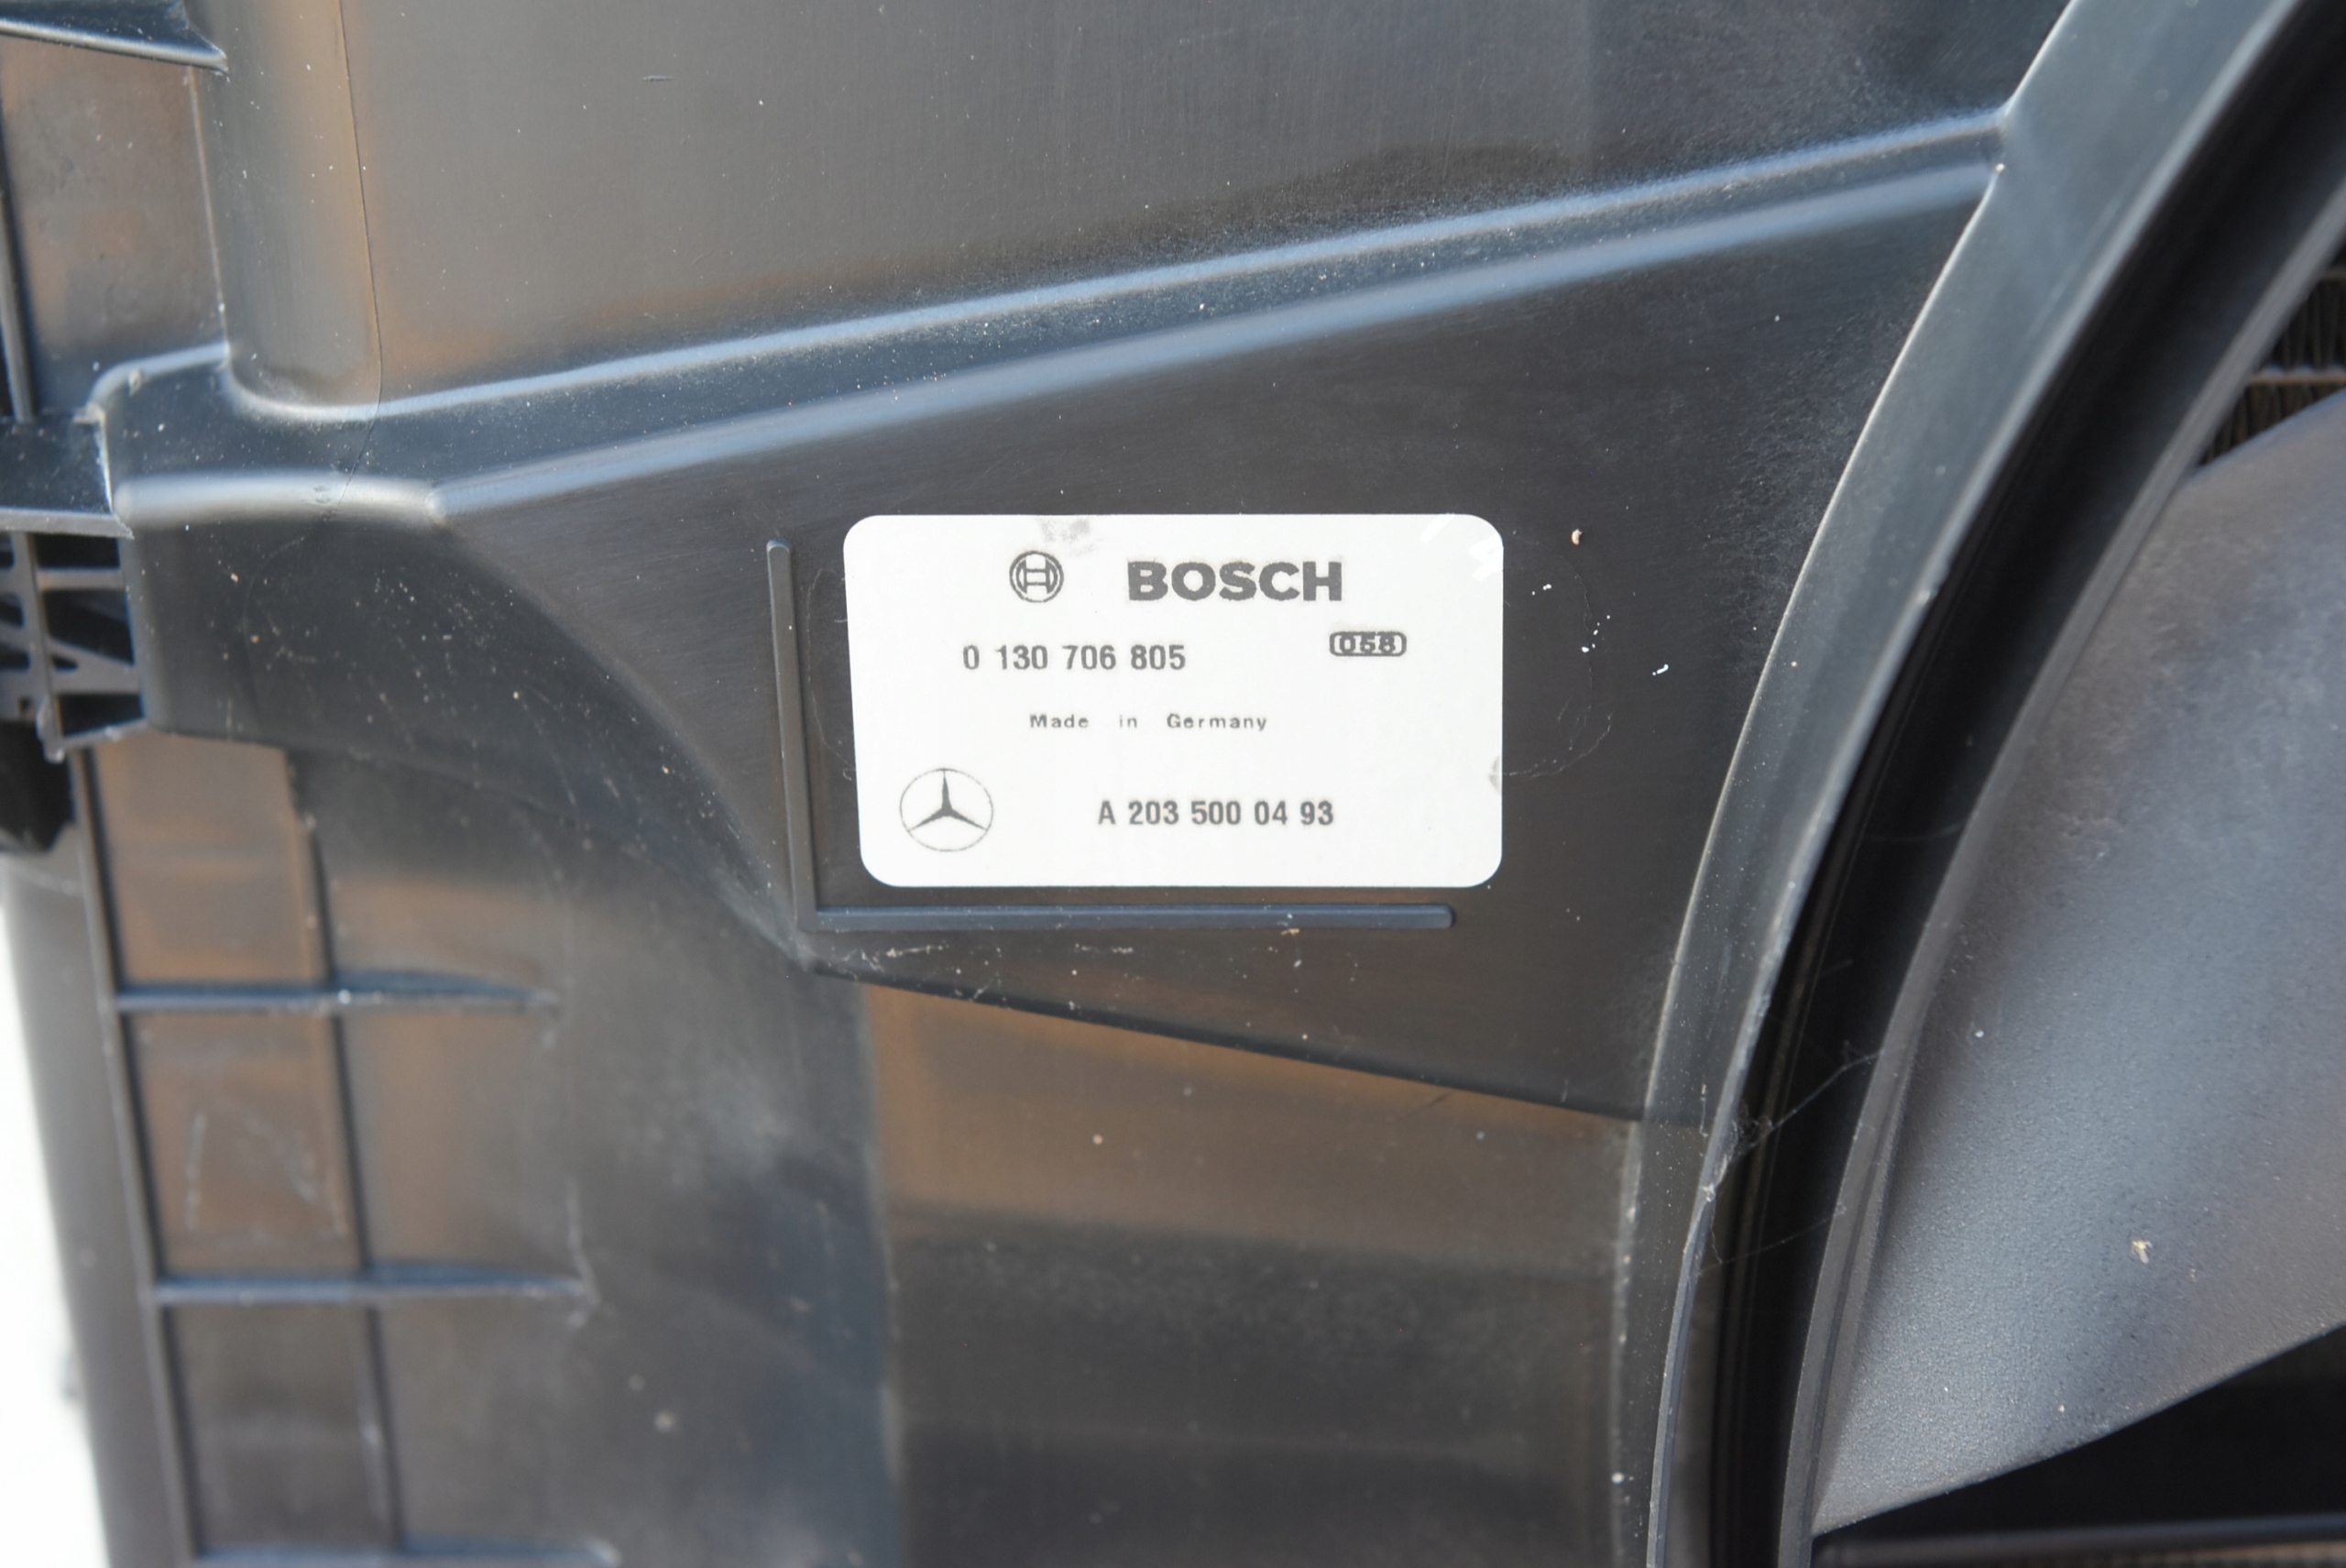 BOSCH
0 130 706 805 058
Made in Germany
A 203 500 04 93